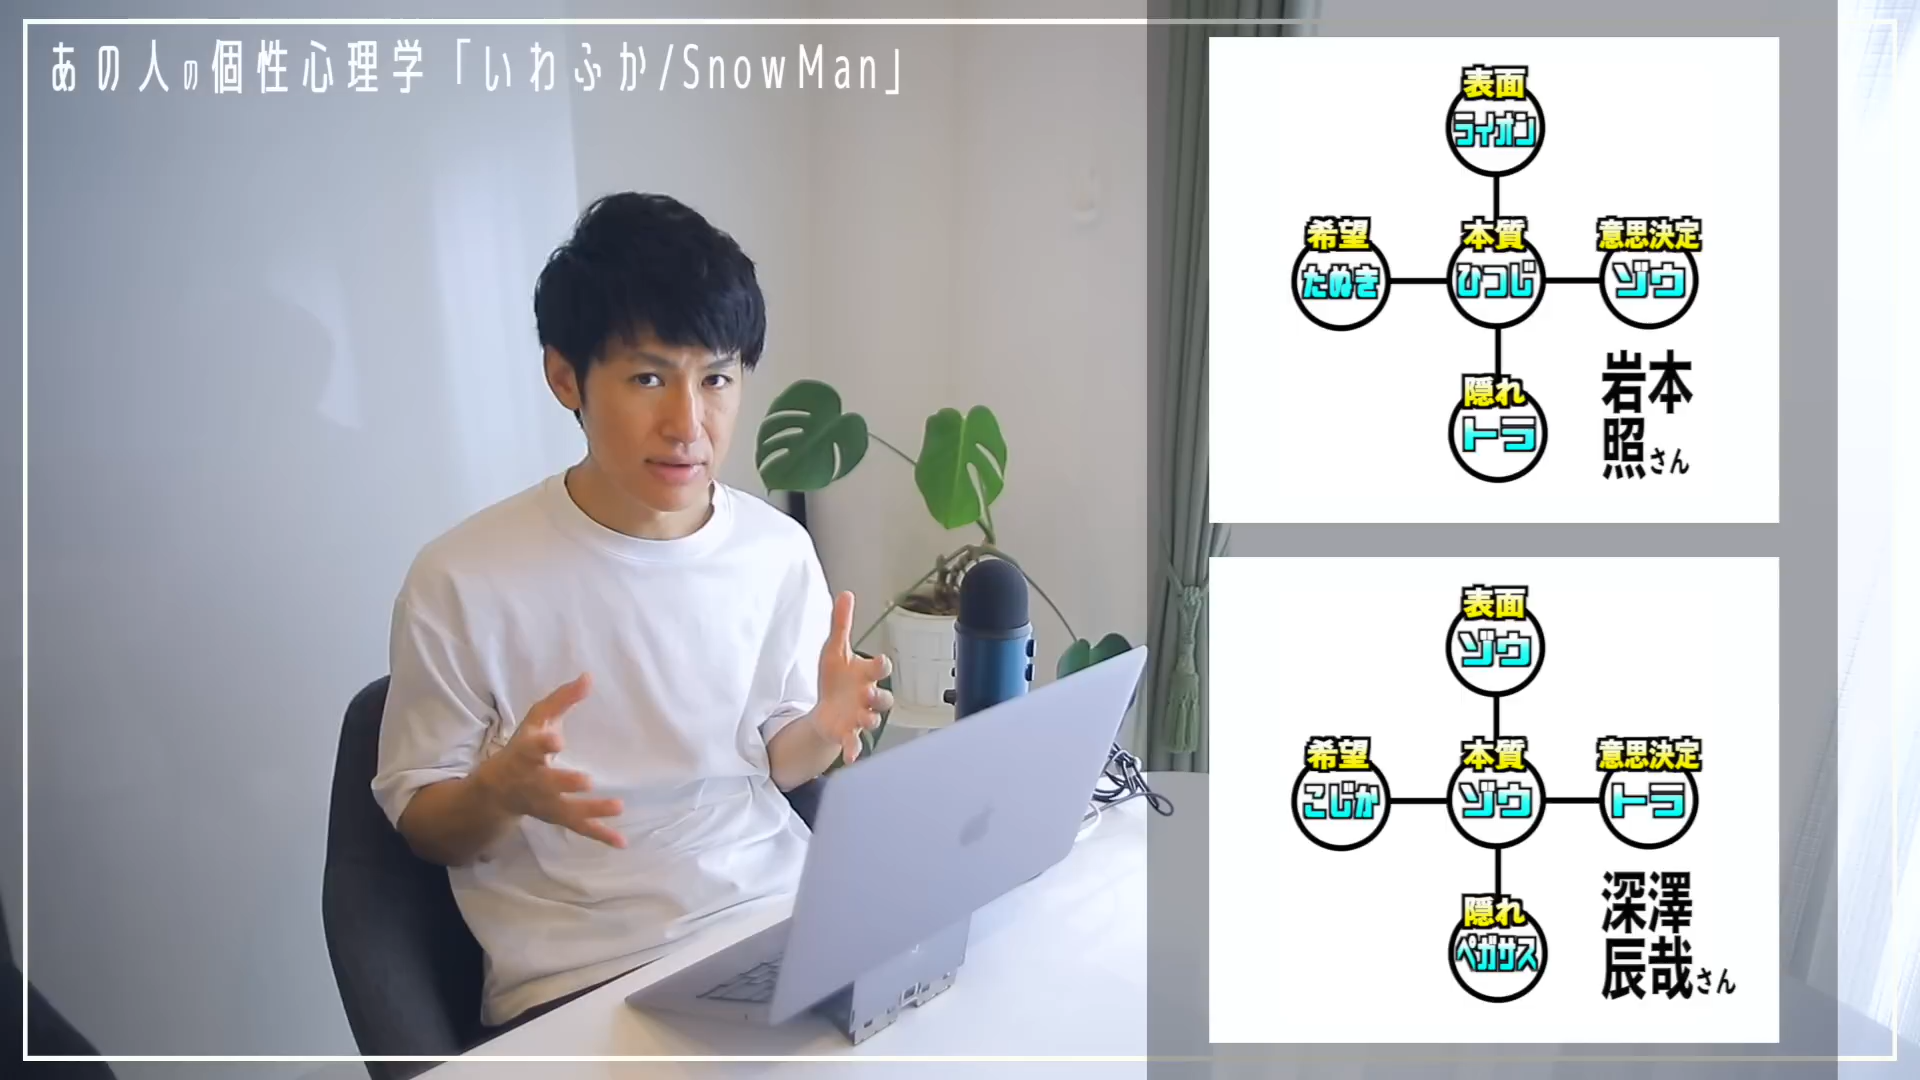 あの人の個性心理学「いわふか/SnowMan」
表面
ライオン
希望
たぬき
本質
ひつじ
意思決定
ゾウ
隠れ
トラ
岩本
照さん
表面
ゾウ
希望
こじか
本質
ゾウ
意思決定
トラ
隠れ
ペガサス
深澤
辰哉さん